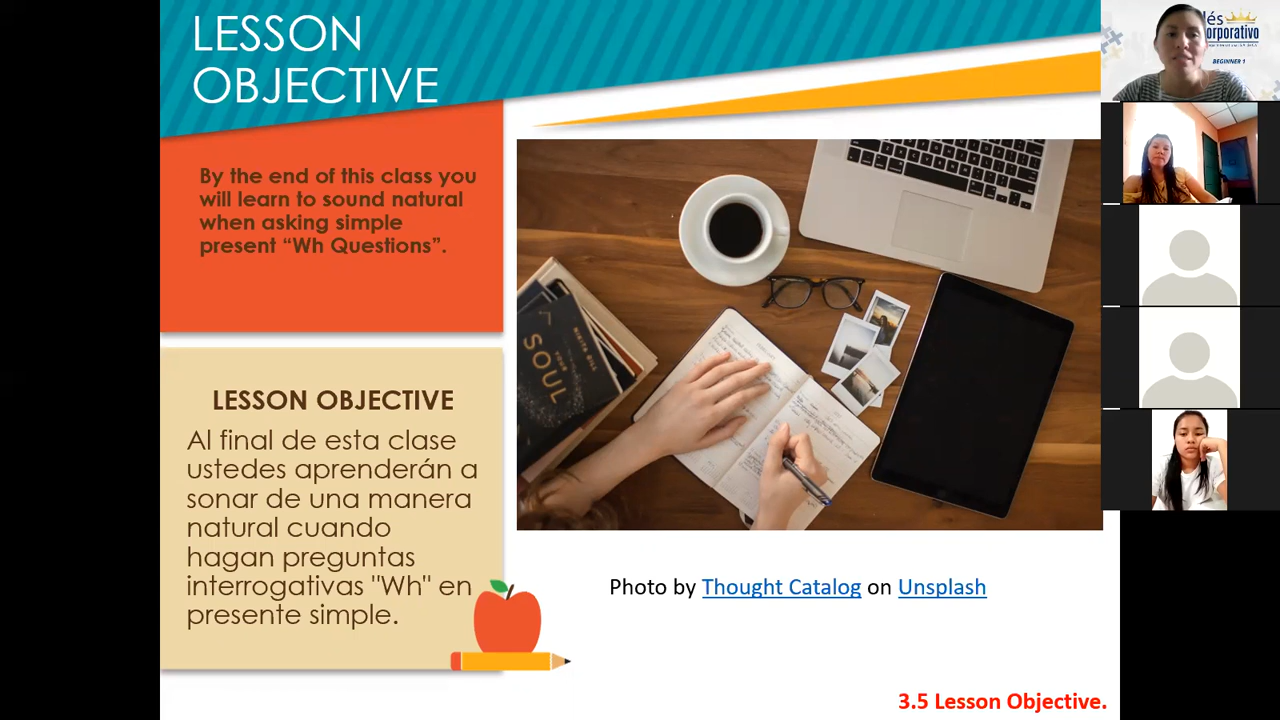 LESSON
OBJECTIVE
By the end of this class you
will learn to sound natural
when asking simple
present “Wh Questions”.
LESSON OBJECTIVE
Al final de esta clase
ustedes aprenderán a
sonar de una manera
natural cuando
hagan preguntas
interrogativas "Wh" en
presente simple.
SOUL
Photo by Thought Catalog on Unsplash
3.5 Lesson Objective.
BEGINNER 1